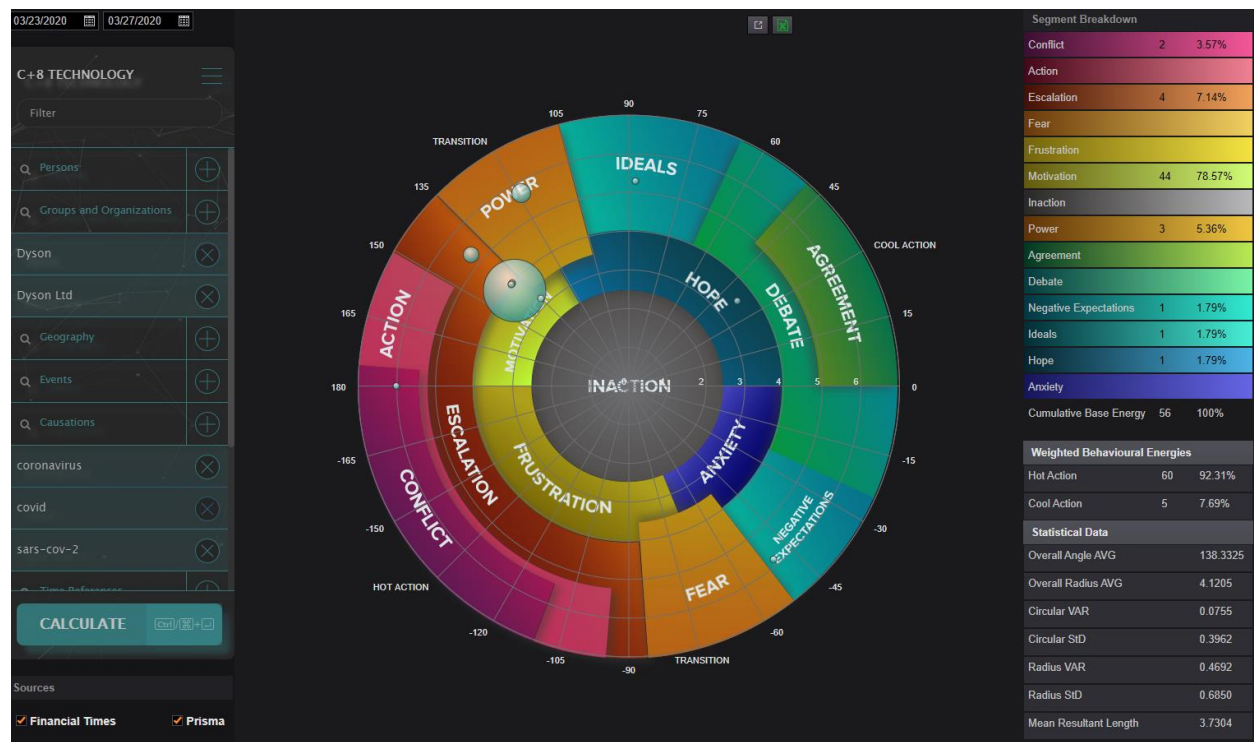 03/23/2020 03/27/2020
C+8 TECHNOLOGY
Filter
Persons
Groups and Organizations
Dyson
Dyson Ltd
Geography
Events
Causations
coronavirus
covid
sars-cov-2
Time References
CALCULATE Ctrl/⌘+
Sources
Financial Times Prisma
90
105 75
TRANSITION 60
135 45
150 COOL ACTION
165 15
180 0
-165 -15
-150 -30
HOT ACTION -45
-120 -60
-105 TRANSITION
-90
IDEALS
POWER
AGREEMENT
HOPE
DEBATE
ACTION
MOTIVATION
INACTION 2 3 4 5 6
ESCALATION
ANXIETY
FRUSTRATION
CONFLICT
NEGATIVE
EXPECTATIONS
FEAR
Segment Breakdown
Conflict 2 3.57%
Action
Escalation 4 7.14%
Fear
Frustration
Motivation 44 78.57%
Inaction
Power 3 5.36%
Agreement
Debate
Negative Expectations 1 1.79%
Ideals 1 1.79%
Hope 1 1.79%
Anxiety
Cumulative Base Energy 56 100%
Weighted Behavioural Energies
Hot Action 60 92.31%
Cool Action 5 7.69%
Statistical Data
Overall Angle AVG 138.3325
Overall Radius AVG 4.1205
Circular VAR 0.0755
Circular StD 0.3962
Radius VAR 0.4692
Radius StD 0.6850
Mean Resultant Length 3.7304